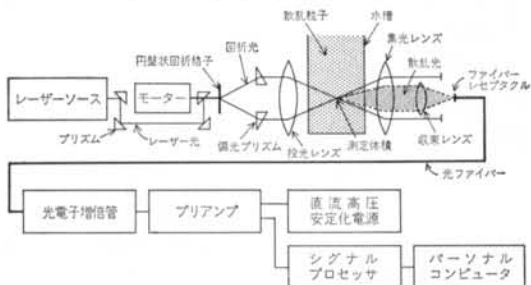 散乱粒子
水槽
集光レンズ
円盤状回折格子
回折光
散乱光
ファイバー
レセプタクル
レーザーソース
モーター
プリズム
レーザー光
偏光プリズム
投光レンズ
測定体積
収束レンズ
光ファイバー
光電子増倍管
プリアンプ
直流高圧
安定化電源
シグナル
プロセッサ
パーソナル
コンピュータ